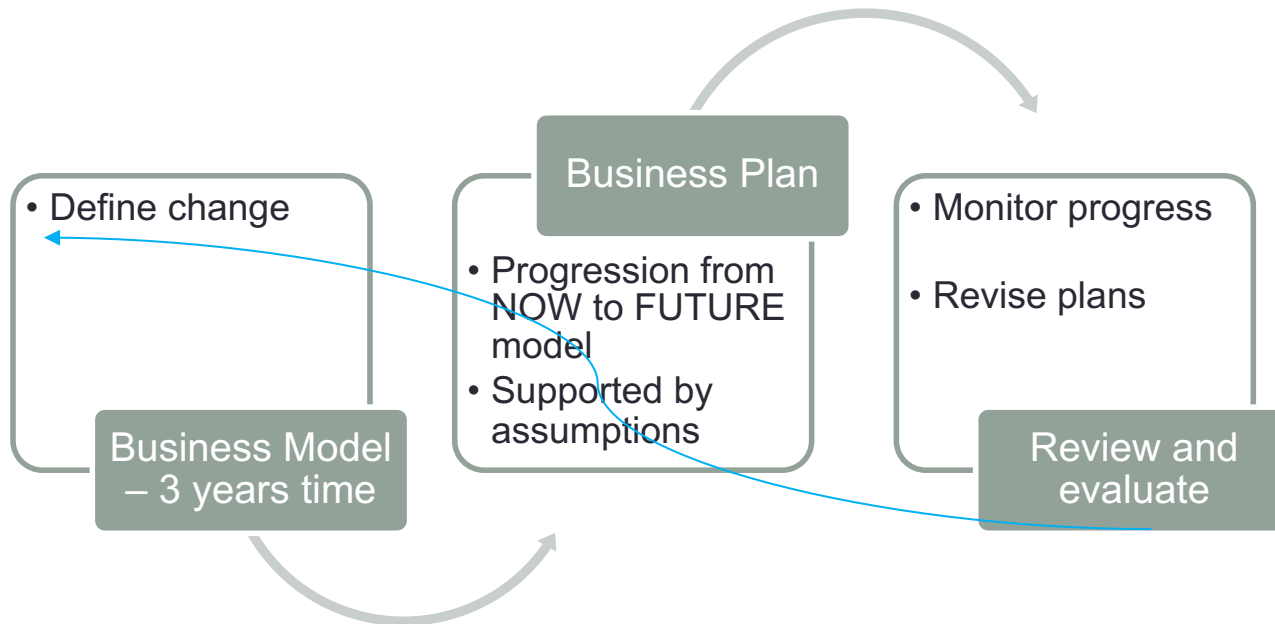 • Define change
Business Model
– 3 years time
Business Plan
• Progression from
NOW to FUTURE
model
• Supported by
assumptions
• Monitor progress
• Revise plans
Review and
evaluate